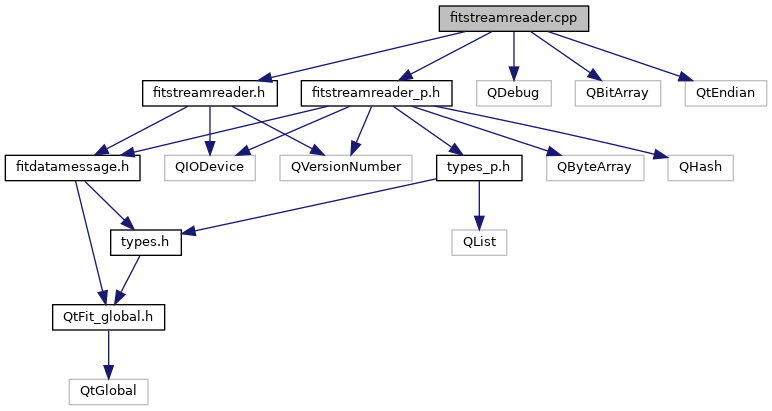 fitstreamreader.cpp
fitstreamreader.h
fitstreamreader_p.h
QDebug
QBitArray
QtEndian
fitdatamessage.h
QIODevice
QVersionNumber
types_p.h
QByteArray
QHash
types.h
QList
QtFit_global.h
QtGlobal